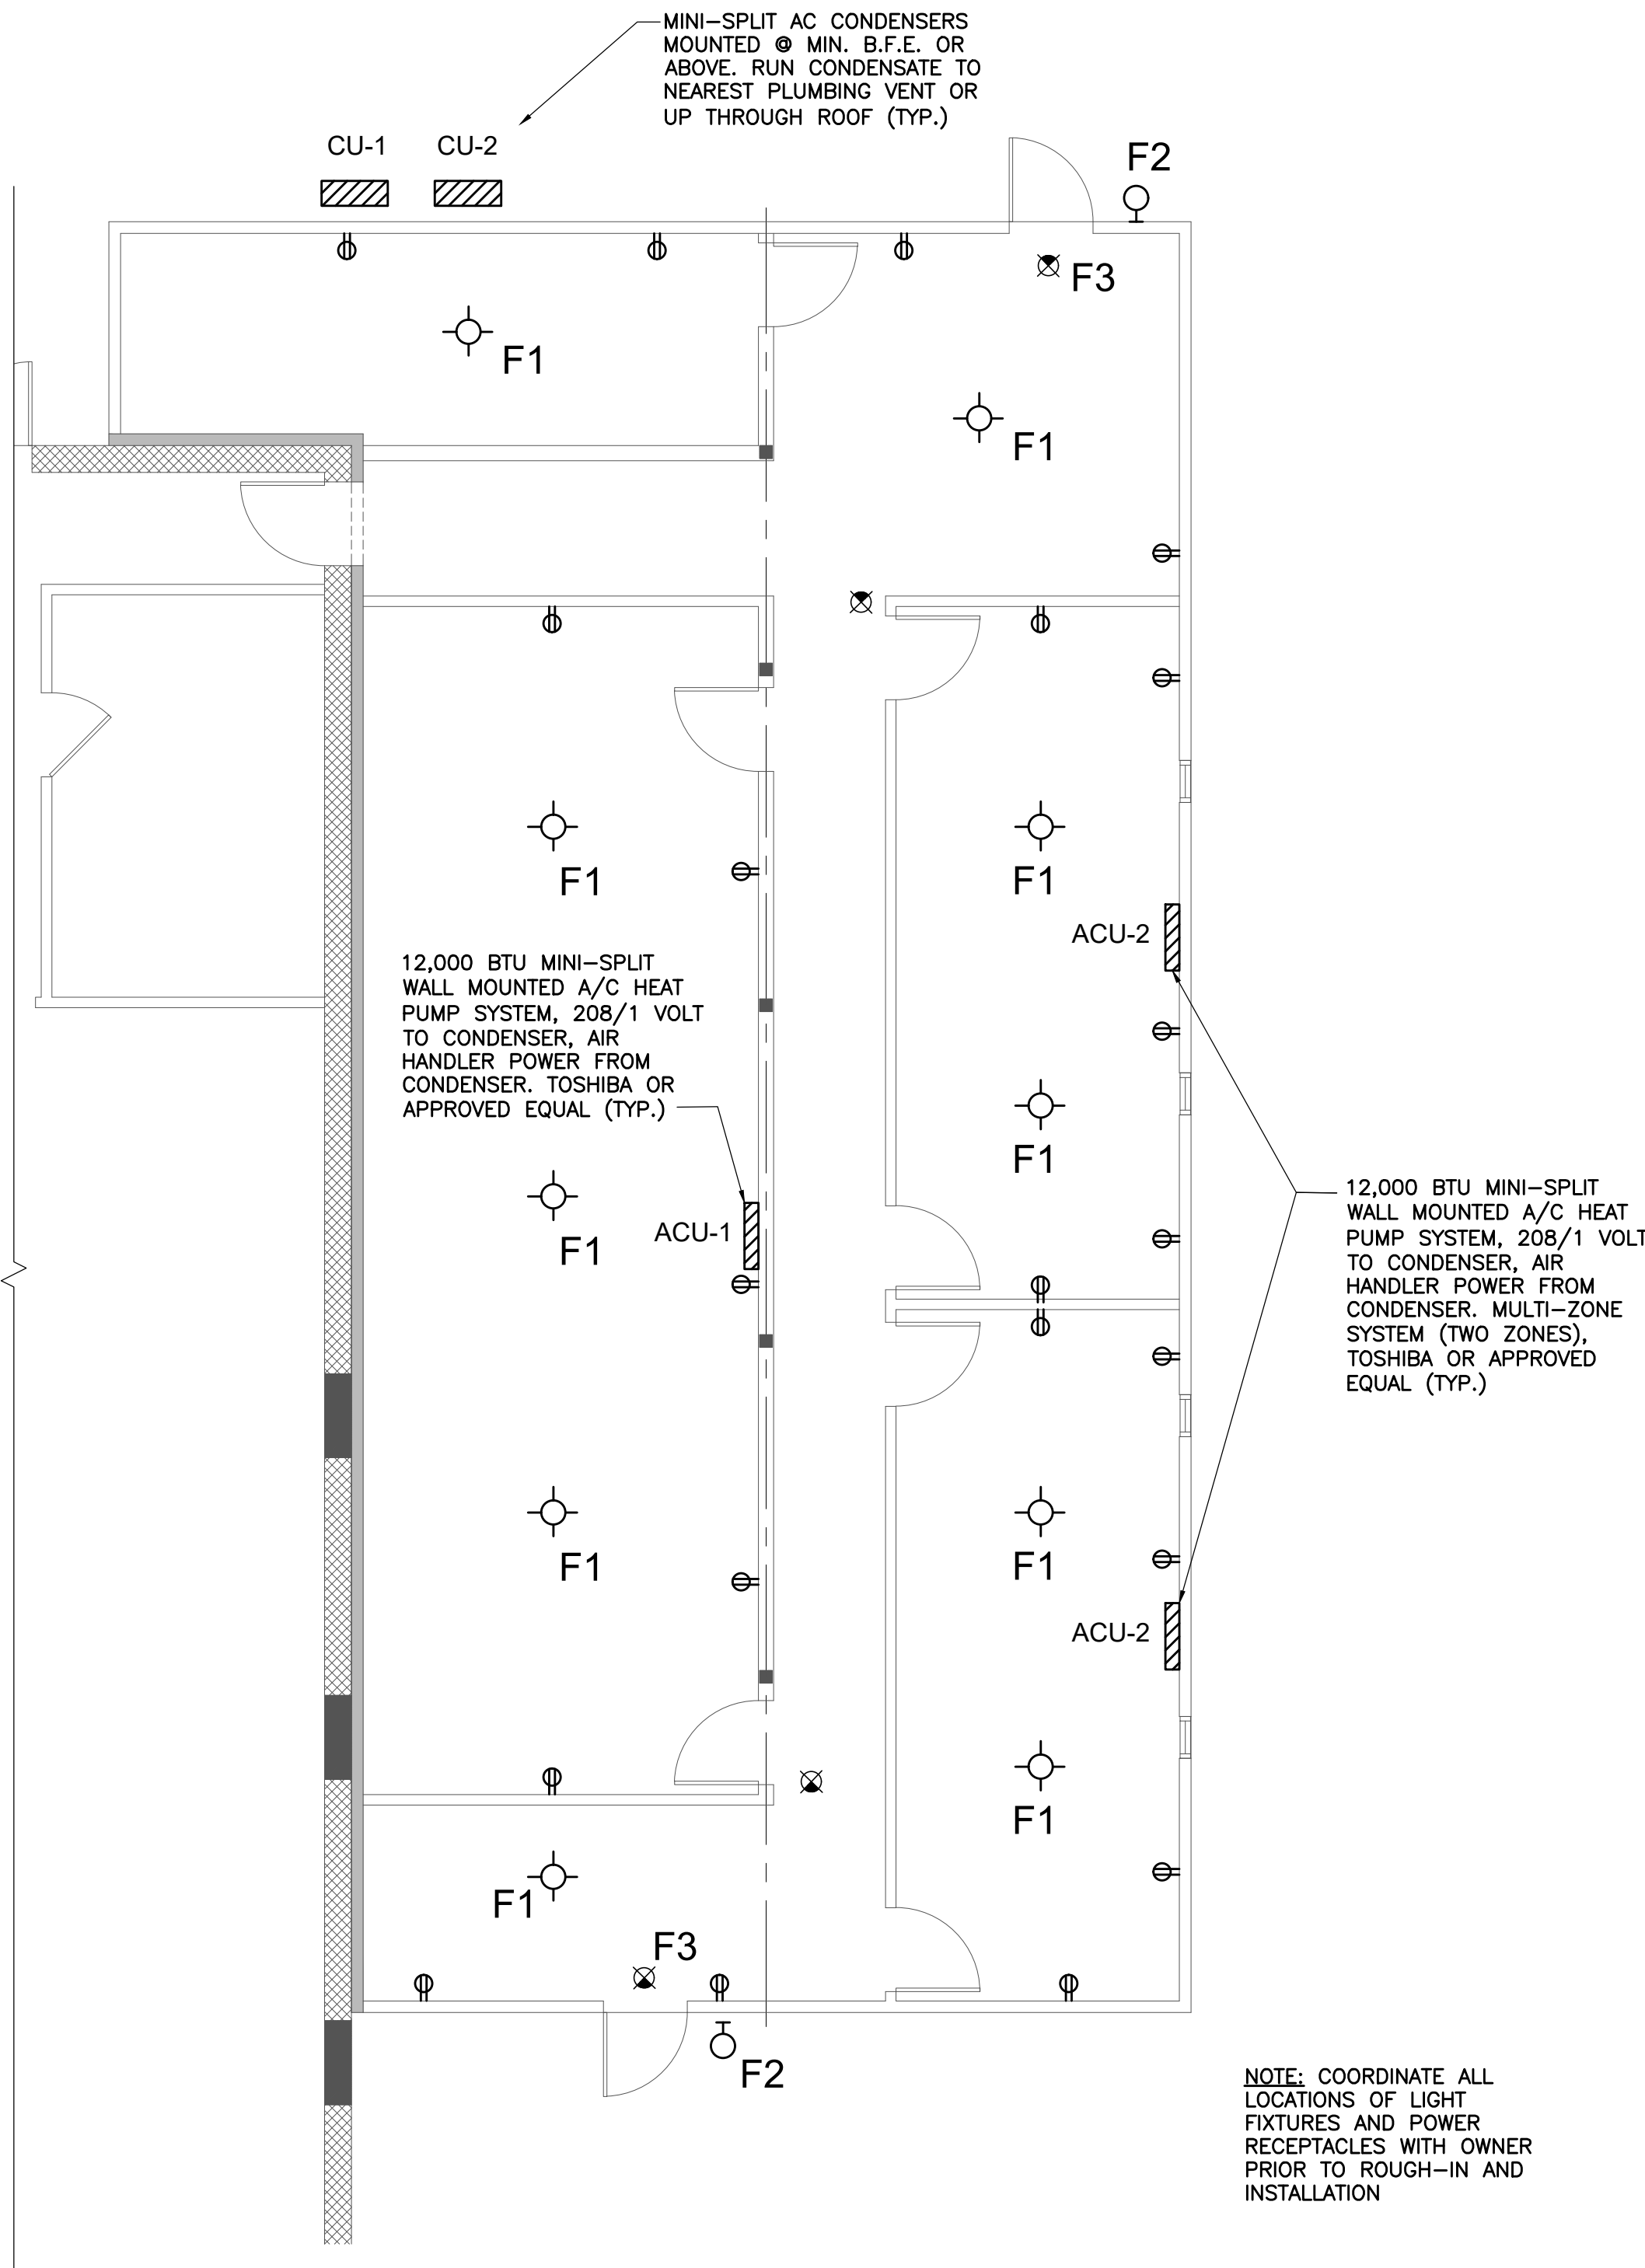 MINI-SPLIT AC CONDENSERS
MOUNTED @ MIN. B.F.E. OR
ABOVE. RUN CONDENSATE TO
NEAREST PLUMBING VENT OR
UP THROUGH ROOF (TYP.)
CU-1
CU-2
F2
F3
F1
F1
F1
F1
ACU-2
12,000 BTU MINI-SPLIT
WALL MOUNTED A/C HEAT
PUMP SYSTEM, 208/1 VOLT
TO CONDENSER, AIR
HANDLER POWER FROM
CONDENSER. TOSHIBA OR
APPROVED EQUAL (TYP.)
F1
ACU-1
F1
12,000 BTU MINI-SPLIT
WALL MOUNTED A/C HEAT
PUMP SYSTEM, 208/1 VOLT
TO CONDENSER, AIR
HANDLER POWER FROM
CONDENSER. MULTI-ZONE
SYSTEM (TWO ZONES),
TOSHIBA OR APPROVED
EQUAL (TYP.)
F1
F1
ACU-2
F1
F1
F3
F2
NOTE: COORDINATE ALL
LOCATIONS OF LIGHT
FIXTURES AND POWER
RECEPTACLES WITH OWNER
PRIOR TO ROUGH-IN AND
INSTALLATION